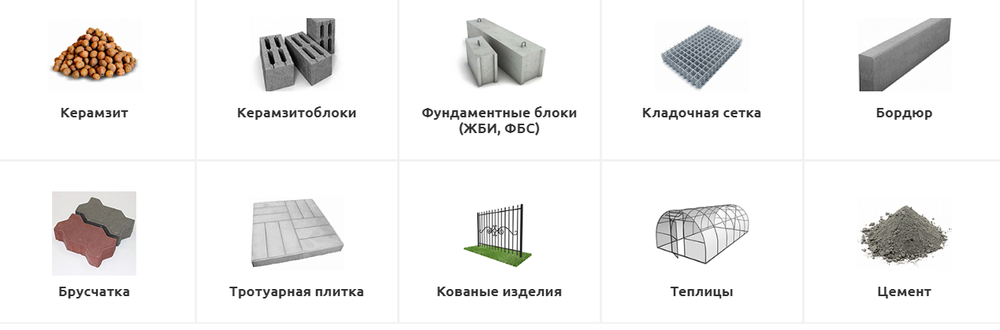 Керамзит
Керамзитоблоки
Фундаментные блоки
(ЖБИ, ФБС)
Кладочная сетка
Бордюр
Брусчатка
Тротуарная плитка
Кованые изделия
Теплицы
Цемент